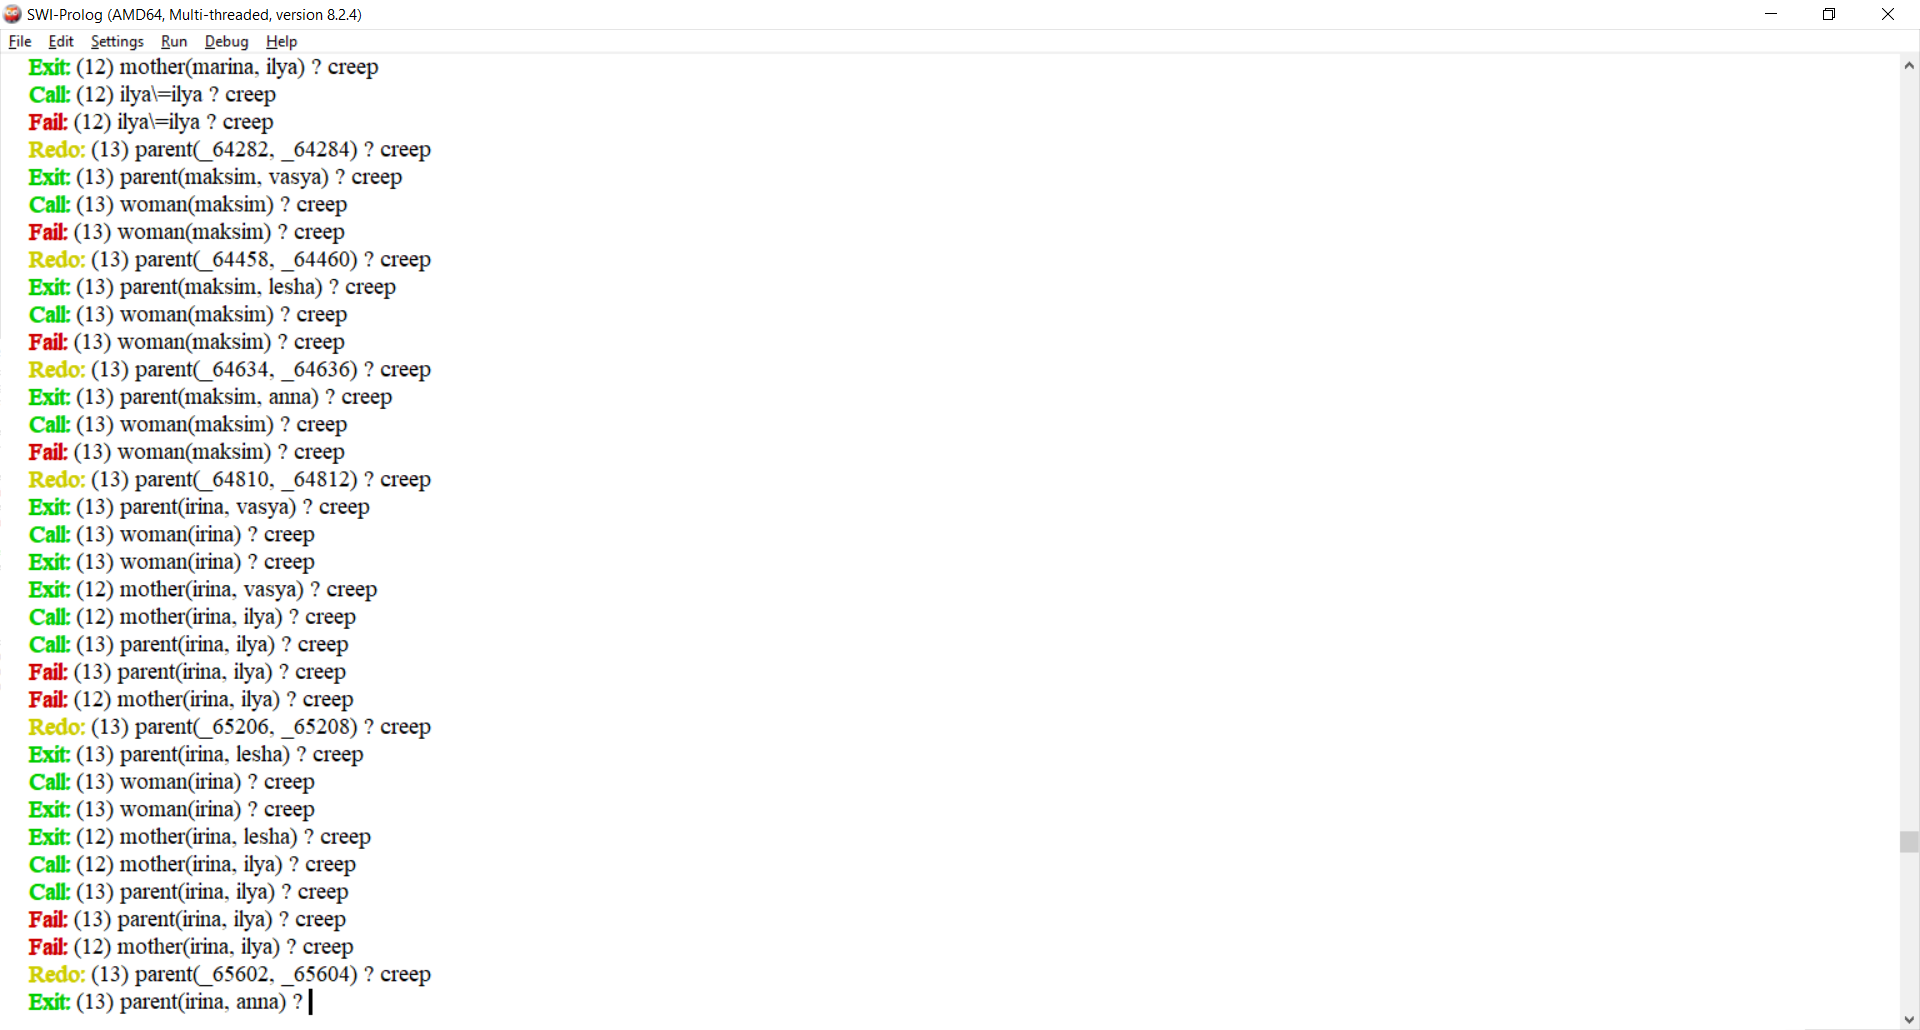 SWI-Prolog (AMD64, Multi-threaded, version 8.2.4)
File Edit Settings Run Debug Help
Exit: (12) mother(marina, ilya) ? creep
Call: (12) ilya\=ilya ? creep
Fail: (12) ilya\=ilya ? creep
Redo: (13) parent(_64282, _64284) ? creep
Exit: (13) parent(maksim, vasya) ? creep
Call: (13) woman(maksim) ? creep
Fail: (13) woman(maksim) ? creep
Redo: (13) parent(_64458, _64460) ? creep
Exit: (13) parent(maksim, lesha) ? creep
Call: (13) woman(maksim) ? creep
Fail: (13) woman(maksim) ? creep
Redo: (13) parent(_64634, _64636) ? creep
Exit: (13) parent(maksim, anna) ? creep
Call: (13) woman(maksim) ? creep
Fail: (13) woman(maksim) ? creep
Redo: (13) parent(_64810, _64812) ? creep
Exit: (13) parent(irina, vasya) ? creep
Call: (13) woman(irina) ? creep
Exit: (13) woman(irina) ? creep
Exit: (12) mother(irina, vasya) ? creep
Call: (12) mother(irina, ilya) ? creep
Call: (13) parent(irina, ilya) ? creep
Fail: (13) parent(irina, ilya) ? creep
Fail: (12) mother(irina, ilya) ? creep
Redo: (13) parent(_65206, _65208) ? creep
Exit: (13) parent(irina, lesha) ? creep
Call: (13) woman(irina) ? creep
Exit: (13) woman(irina) ? creep
Exit: (12) mother(irina, lesha) ? creep
Call: (12) mother(irina, ilya) ? creep
Call: (13) parent(irina, ilya) ? creep
Fail: (13) parent(irina, ilya) ? creep
Fail: (12) mother(irina, ilya) ? creep
Redo: (13) parent(_65602, _65604) ? creep
Exit: (13) parent(irina, anna) ?